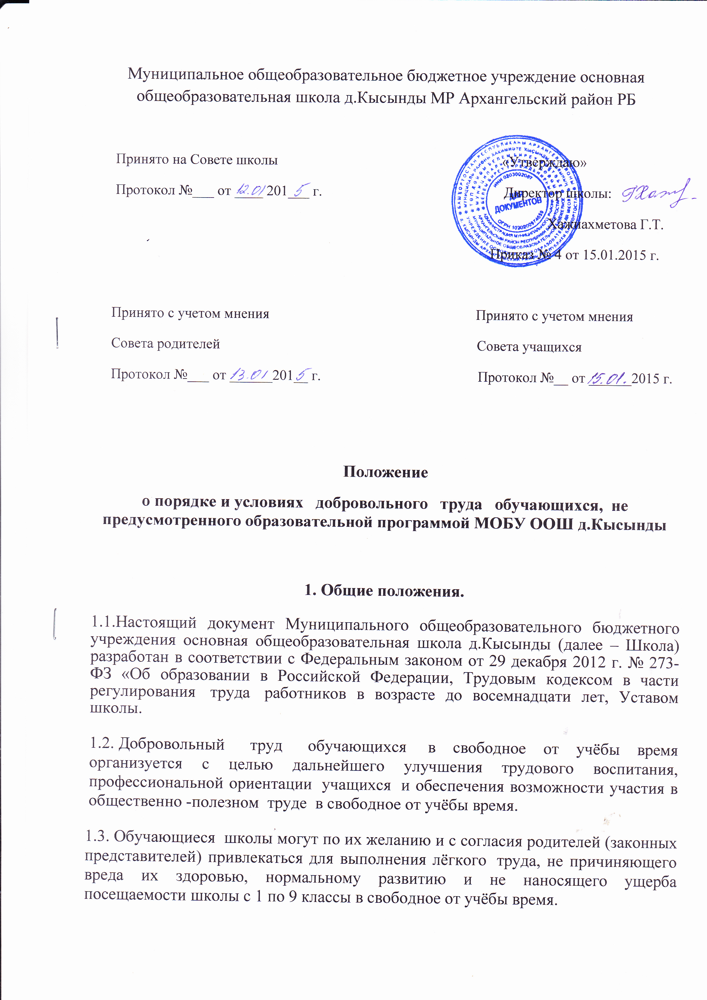 Муниципальное общеобразовательное бюджетное учреждение основная
общеобразовательная школа д.Кысынды МР Архангельский район РБ
Принято на Совете школы
Протокол №___ от 12.01 2015 г.
«Утверждаю»
Директор школы:
Хажиахметова Г.Т.
Приказ № 4 от 15.01.2015 г.
ИНН 0203002067
ДЛЯ
ДОКУМЕНТОВ
ОГРН 1020200974659
Принято с учетом мнения
Совета родителей
Протокол №___ от 13.01 2015 г.
Принято с учетом мнения
Совета учащихся
Протокол №__ от 15.01. 2015 г.
Положение
о порядке и условиях добровольного труда обучающихся, не
предусмотренного образовательной программой МОБУ ООШ д.Кысынды
1. Общие положения.
1.1.Настоящий документ Муниципального общеобразовательного бюджетного
учреждения основная общеобразовательная школа д.Кысынды (далее – Школа)
разработан в соответствии с Федеральным законом от 29 декабря 2012 г. № 273-
ФЗ «Об образовании в Российской Федерации, Трудовым кодексом в части
регулирования труда работников в возрасте до восемнадцати лет, Уставом
школы.
1.2. Добровольный труд обучающихся в свободное от учёбы время
организуется с целью дальнейшего улучшения трудового воспитания,
профессиональной ориентации учащихся и обеспечения возможности участия в
общественно -полезном труде в свободное от учёбы время.
1.3. Обучающиеся школы могут по их желанию и с согласия родителей (законных
представителей) привлекаться для выполнения лёгкого труда, не причиняющего
вреда их здоровью, нормальному развитию и не наносящего ущерба
посещаемости школы с 1 по 9 классы в свободное от учёбы время.